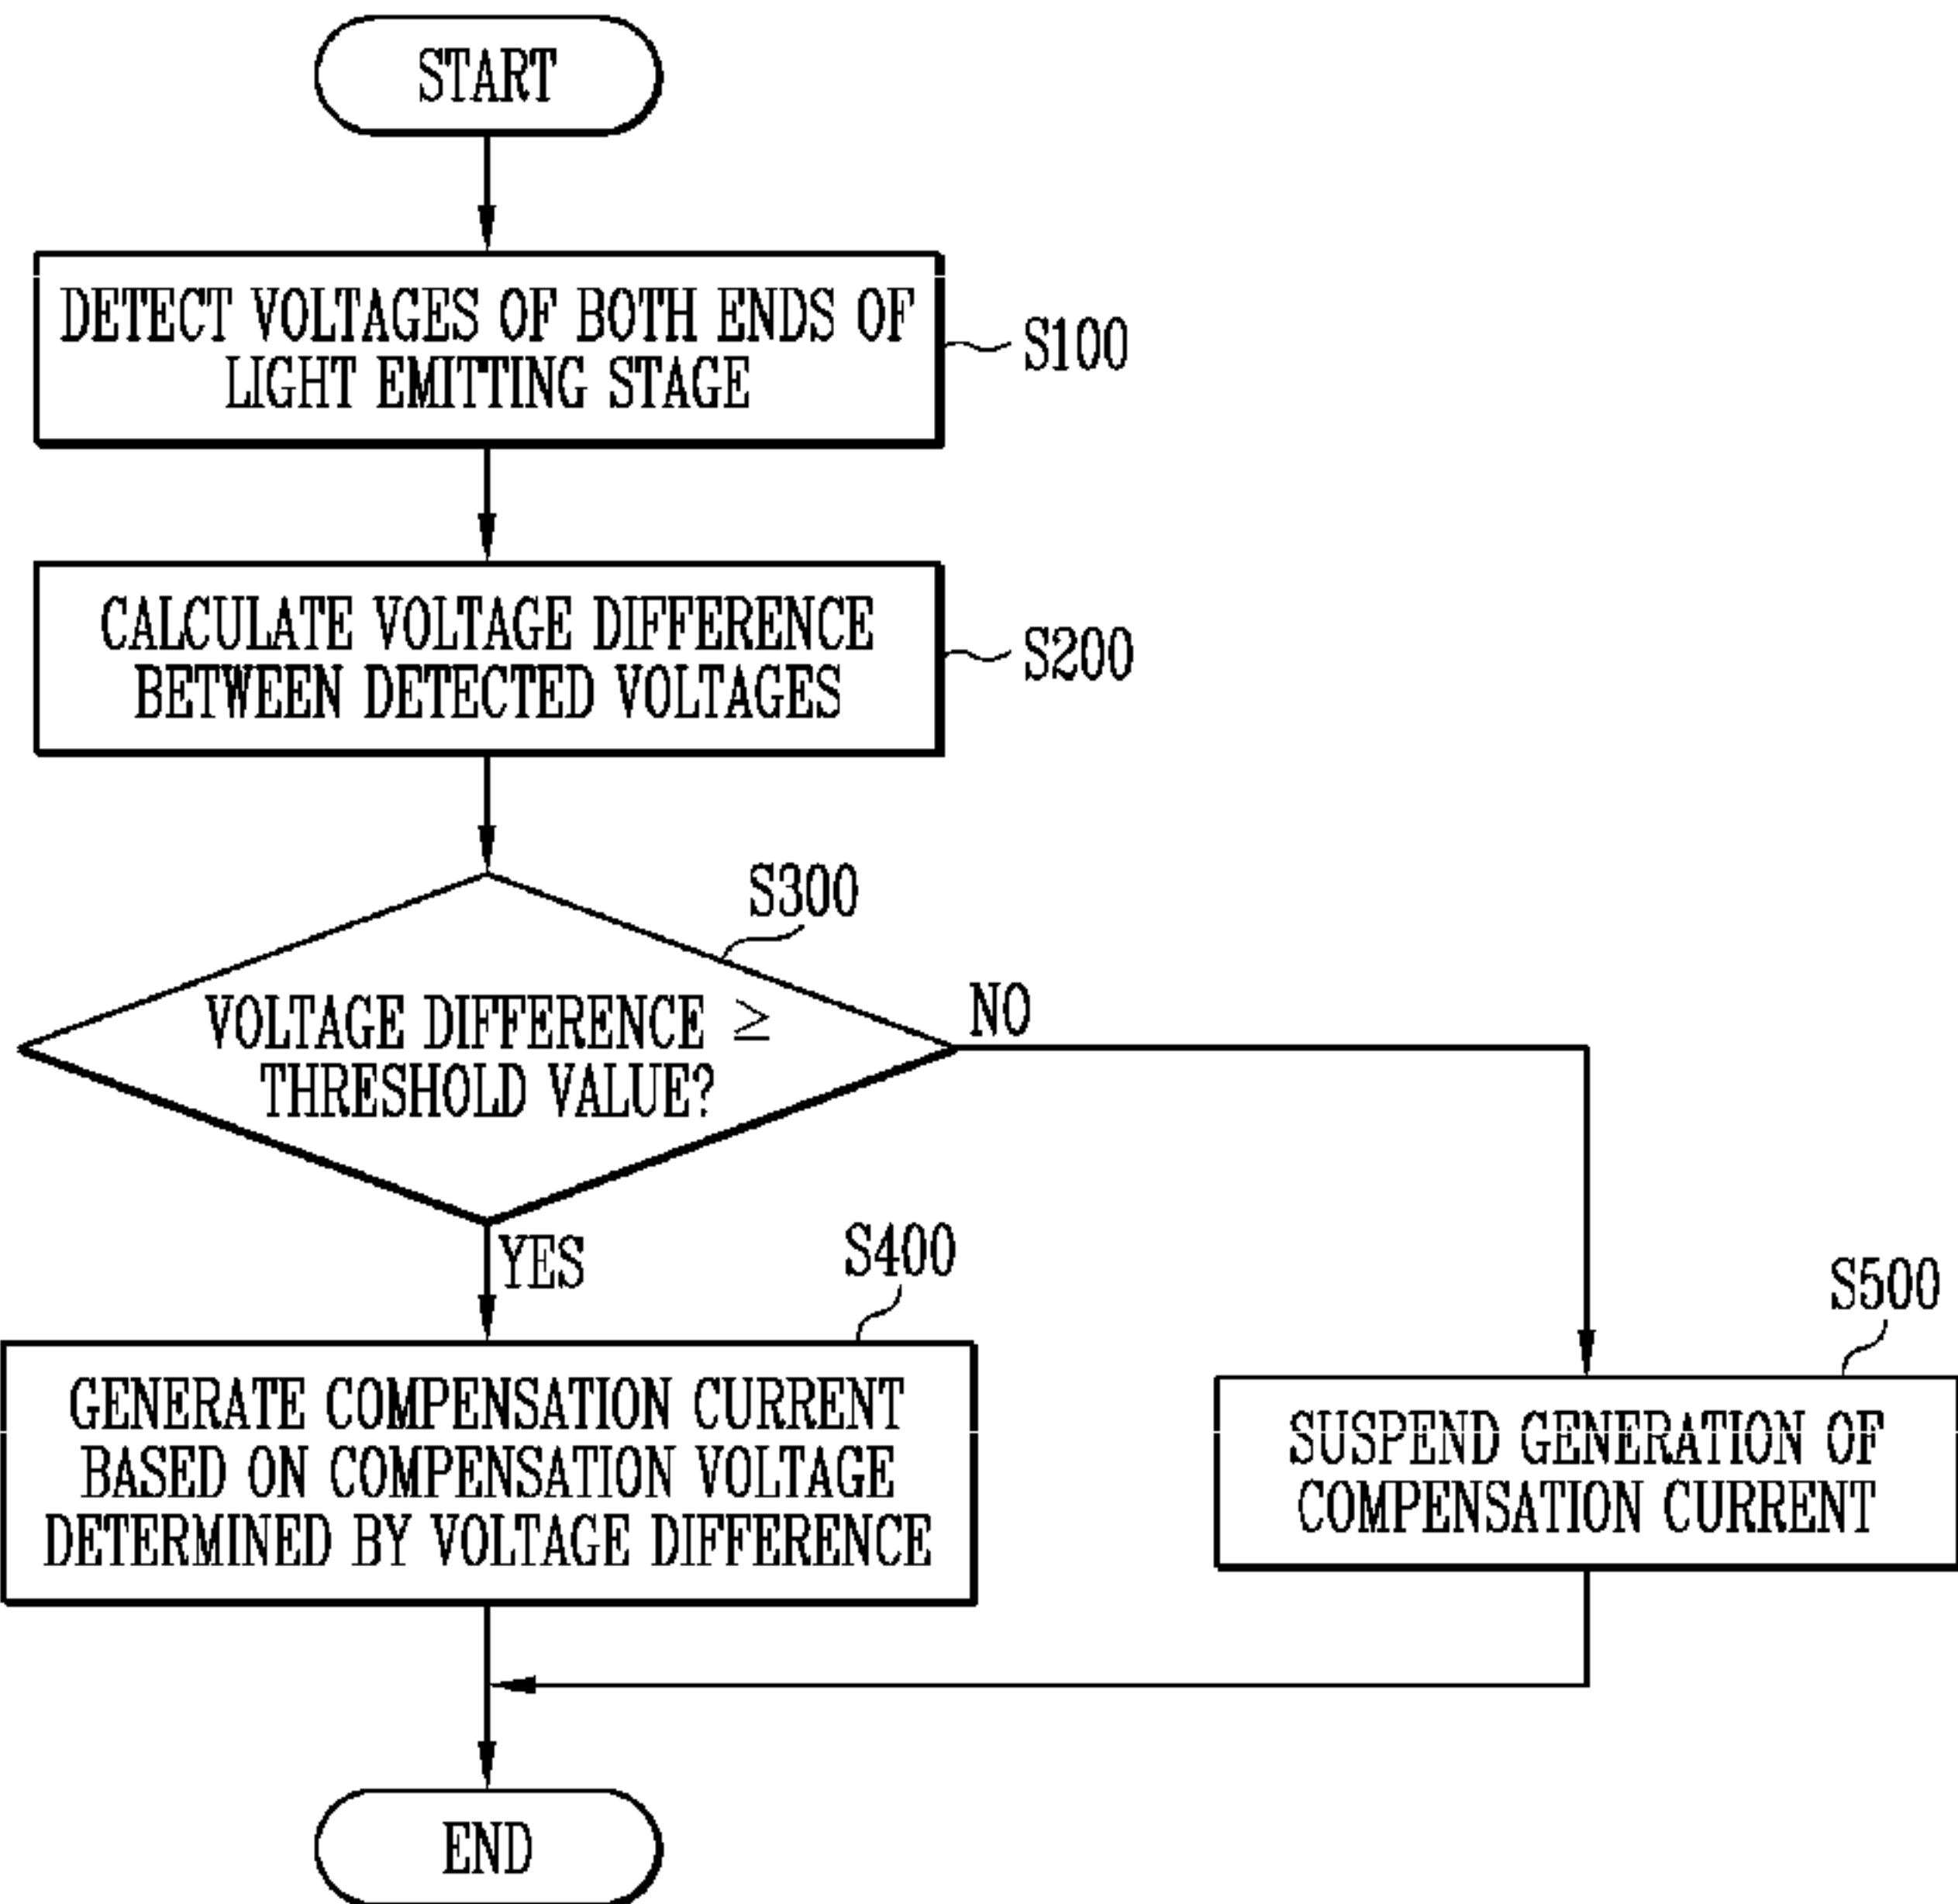 START
DETECT VOLTAGES OF BOTH ENDS OF
LIGHT EMITTING STAGE
S100
CALCULATE VOLTAGE DIFFERENCE
BETWEEN DETECTED VOLTAGES
S200
S300
VOLTAGE DIFFERENCE ≥
THRESHOLD VALUE?
NO
YES
S400
GENERATE COMPENSATION CURRENT
BASED ON COMPENSATION VOLTAGE
DETERMINED BY VOLTAGE DIFFERENCE
S500
SUSPEND GENERATION OF
COMPENSATION CURRENT
END